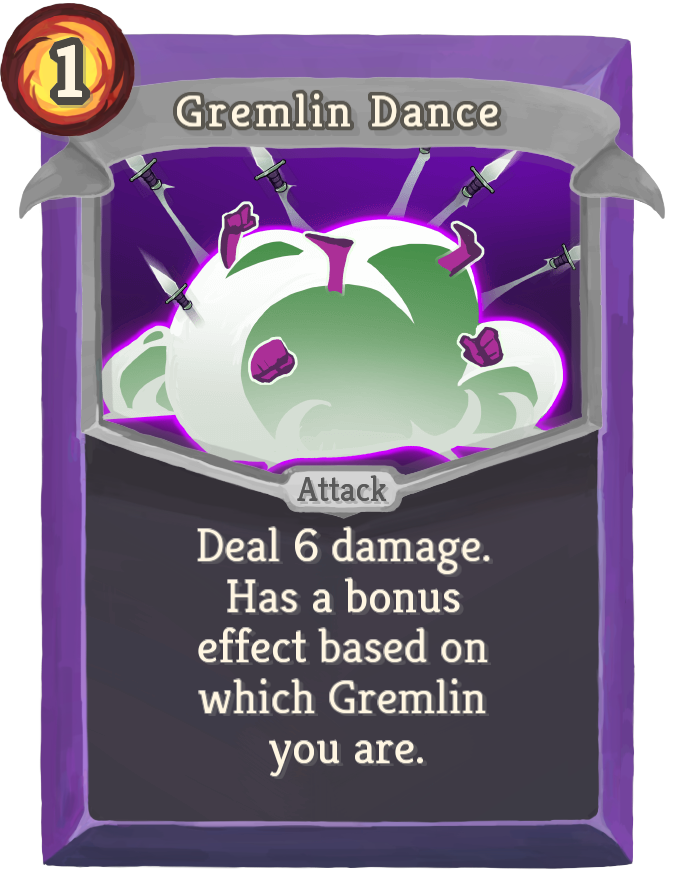 1
Gremlin Dance
Attack
Deal 6 damage.
Has a bonus
effect based on
which Gremlin
you are.